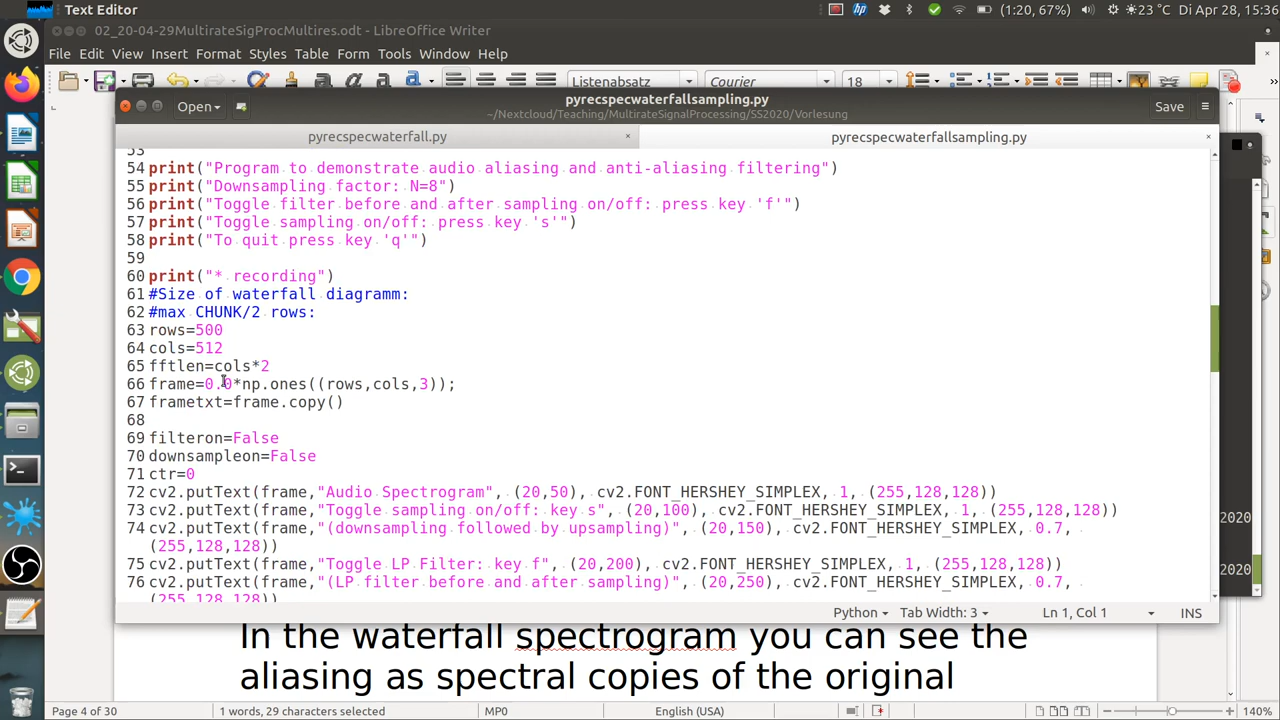 Text Editor
(1:20, 67%)
23 °C
Di Apr 28, 15:36
02_20-04-29MultirateSigProcMultires.odt - LibreOffice Writer
File Edit View Insert Format Styles Table Form Tools Window Help
Listenabsatz
Courier
18
Open
pyrecspecwaterfallsampling.py
~/Nextcloud/Teaching/MultirateSignalProcessing/SS2020/Vorlesung
Save
pyrecspecwaterfall.py
pyrecspecwaterfallsampling.py
53
54 print("Program to demonstrate audio aliasing and anti-aliasing filtering")
55 print("Downsampling factor: N=8")
56 print("Toggle filter before and after sampling on/off: press key 'f'")
57 print("Toggle sampling on/off: press key 's'")
58 print("To quit press key 'q'")
59
60 print("* recording")
61 #Size of waterfall diagramm:
62 #max CHUNK/2 rows:
63 rows=500
64 cols=512
65 fftlen=cols*2
66 frame=0.0*np.ones((rows,cols,3));
67 frametxt=frame.copy()
68
69 filteron=False
70 downsampleon=False
71 ctr=0
72 cv2.putText(frame,"Audio Spectrogram", (20,50), cv2.FONT_HERSHEY_SIMPLEX, 1, (255,128,128))
73 cv2.putText(frame,"Toggle sampling on/off: key s", (20,100), cv2.FONT_HERSHEY_SIMPLEX, 1, (255,128,128))
74 cv2.putText(frame,"(downsampling followed by upsampling)", (20,150), cv2.FONT_HERSHEY_SIMPLEX, 0.7,
(255,128,128))
75 cv2.putText(frame,"Toggle LP Filter: key f", (20,200), cv2.FONT_HERSHEY_SIMPLEX, 1, (255,128,128))
76 cv2.putText(frame,"(LP filter before and after sampling)", (20,250), cv2.FONT_HERSHEY_SIMPLEX, 0.7,
(255,128,128))
2020
2020
Python
Tab Width: 3
Ln 1, Col 1
INS
In the waterfall spectrogram you can see the
aliasing as spectral copies of the original
Page 4 of 30
1 words, 29 characters selected
MP0
English (USA)
140%